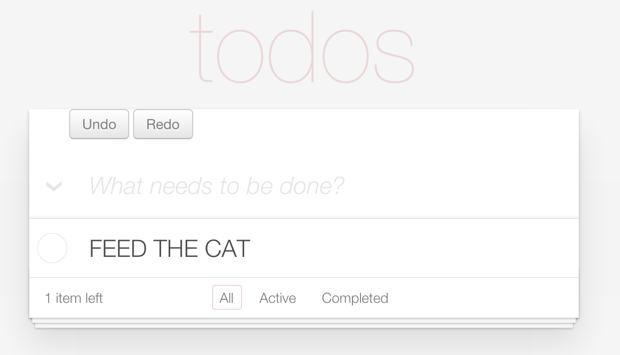 todos
Undo Redo
What needs to be done?
FEED THE CAT
1 item left All Active Completed